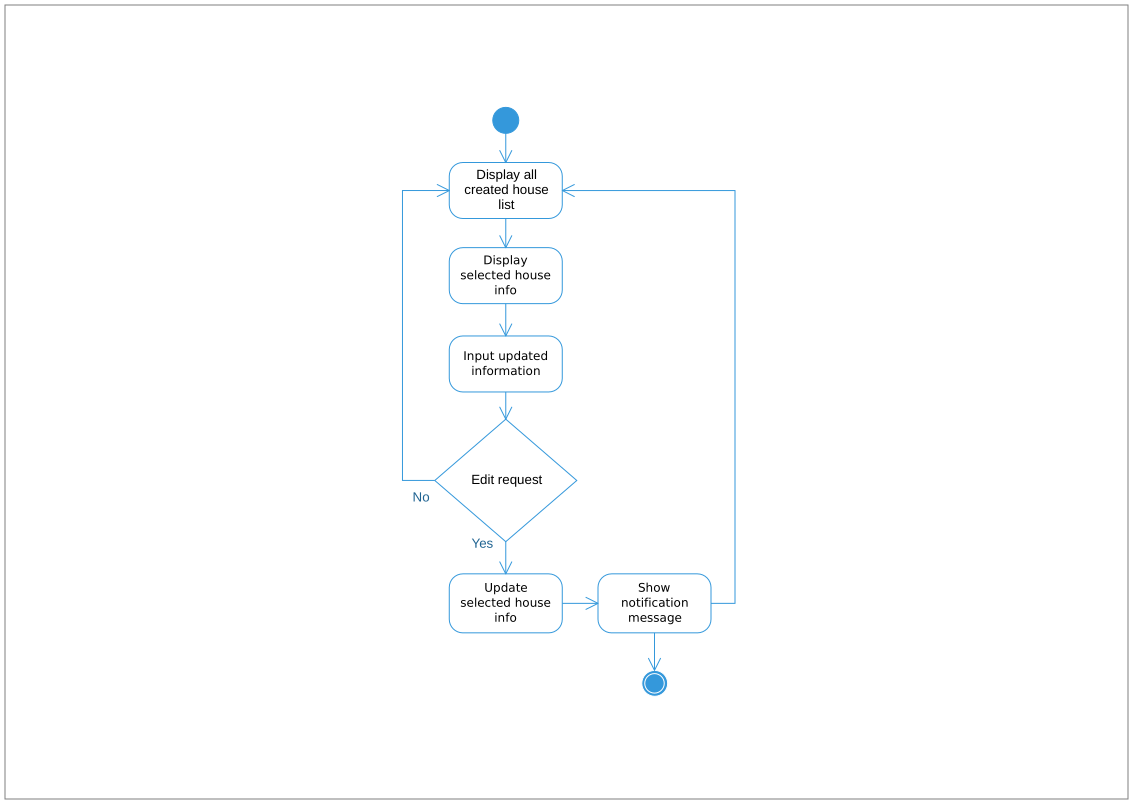 Display all
created house
list
Display
selected house
info
Input updated
information
Edit request
No
Yes
Update
selected house
info
Show
notification
message